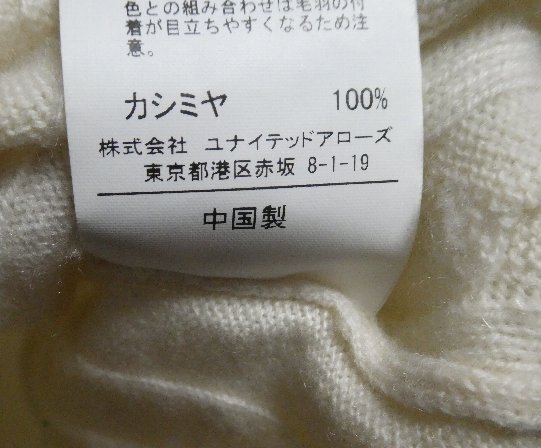 色との組み合わせは毛羽の付
着が目立ちやすくなるため注
意。
カシミヤ 100%
株式会社 ユナイテッドアローズ
東京都港区赤坂 8-1-19
中国製